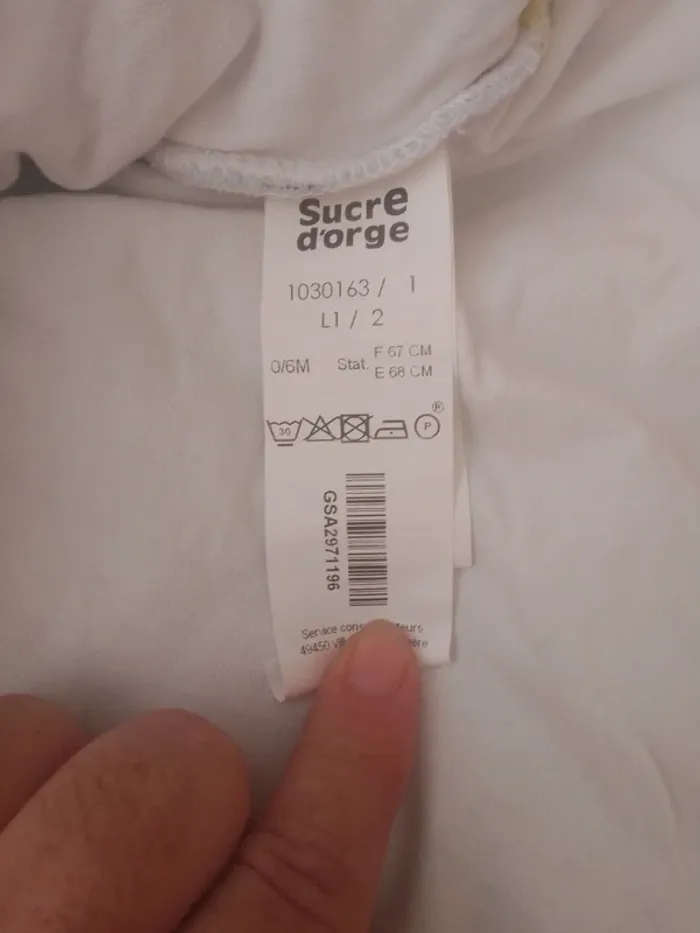 Sucre
d'orge
1030163 / 1
L1 / 2
0/6M Stat. F 67 CM
E 68 CM
30 P P
GSA2971196
Service
49450